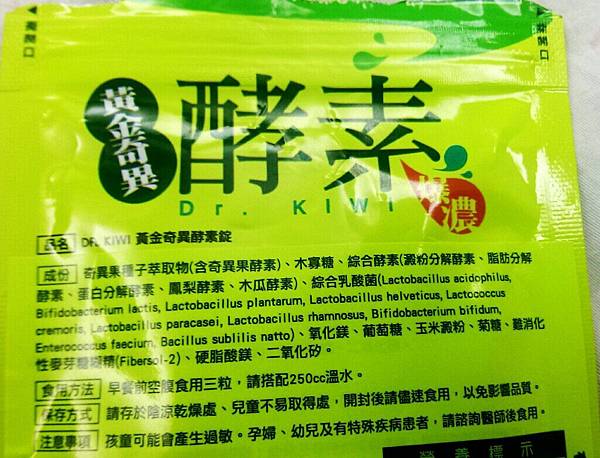 撕開口
撕開口
黃金奇異
酵素
Dr. KIWI
爆濃
品名 DR. KIWI 黃金奇異酵素錠
成份 奇異果種子萃取物(含奇異果酵素)、木寡糖、綜合酵素(澱粉分解酵素、脂肪分解
酵素、蛋白分解酵素、鳳梨酵素、木瓜酵素)、綜合乳酸菌(Lactobacillus acidophilus,
Bifidobacterium lactis, Lactobacillus plantarum, Lactobacillus helveticus, Lactococcus
cremoris, Lactobacillus paracasei, Lactobacillus rhamnosus, Bifidobacterium bifidum,
Enterococcus faecium, Bacillus sublilis natto)、氧化鎂、葡萄糖、玉米澱粉、菊糖、難消化
性麥芽糖糊精(Fibersol-2)、硬脂酸鎂、二氧化矽。
食用方法 早餐前空腹食用三粒，請搭配250cc溫水。
保存方式 請存於陰涼乾燥處、兒童不易取得處，開封後請儘速食用，以免影響品質。
注意事項 孩童可能會產生過敏。孕婦、幼兒及有特殊疾病患者，請諮詢醫師後食用。
營養標示